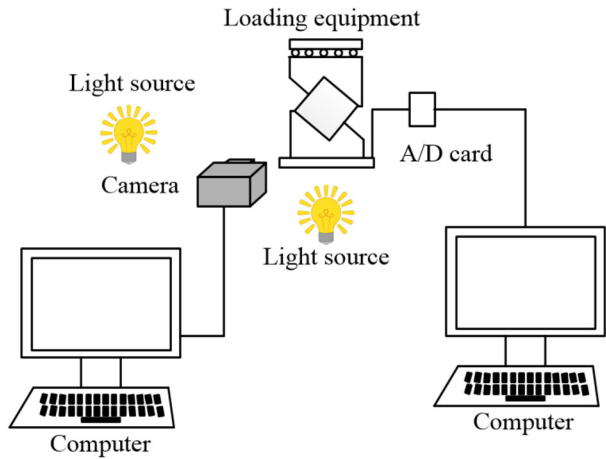 Loading equipment
Light source
A/D card
Camera
Light source
Computer
Computer